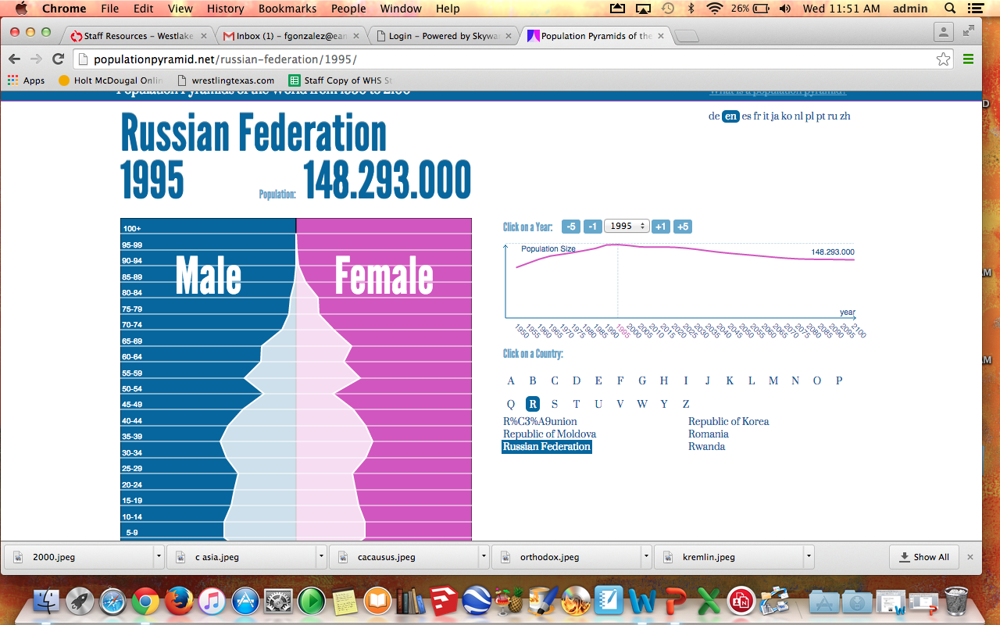 Chrome File Edit View History Bookmarks People Window Help 26% Wed 11:51 AM admin
Staff Resources – Westlake Inbox (1) – fgonzalez@ean Login – Powered by Skywar Population Pyramids of the
populationpyramid.net/russian-federation/1995/
Apps Holt McDougal Onlin wrestlingtexas.com Staff Copy of WHS St
Population Pyramids of the World from 1950 to 2100 What is a population pyramid?
de en es fr it ja ko nl pl pt ru zh
Russian Federation
1995 Population: 148.293.000
Male Female
100+
95-99
90-94
85-89
80-84
75-79
70-74
65-69
60-64
55-59
50-54
45-49
40-44
35-39
30-34
25-29
20-24
15-19
10-14
5-9
Click on a Year: -5 -1 1995 +1 +5
Population Size 148.293.000
year
1950 1955 1960 1965 1970 1975 1980 1985 1990 1995 2000 2005 2010 2015 2020 2025 2030 2035 2040 2045 2050 2055 2060 2065 2070 2075 2080 2085 2090 2095 2100
Click on a Country:
A B C D E F G H I J K L M N O P
Q R S T U V W Y Z
R%C3%A9union Republic of Korea
Republic of Moldova Romania
Russian Federation Rwanda
2000.jpeg c asia.jpeg cacausus.jpeg orthodox.jpeg kremlin.jpeg Show All